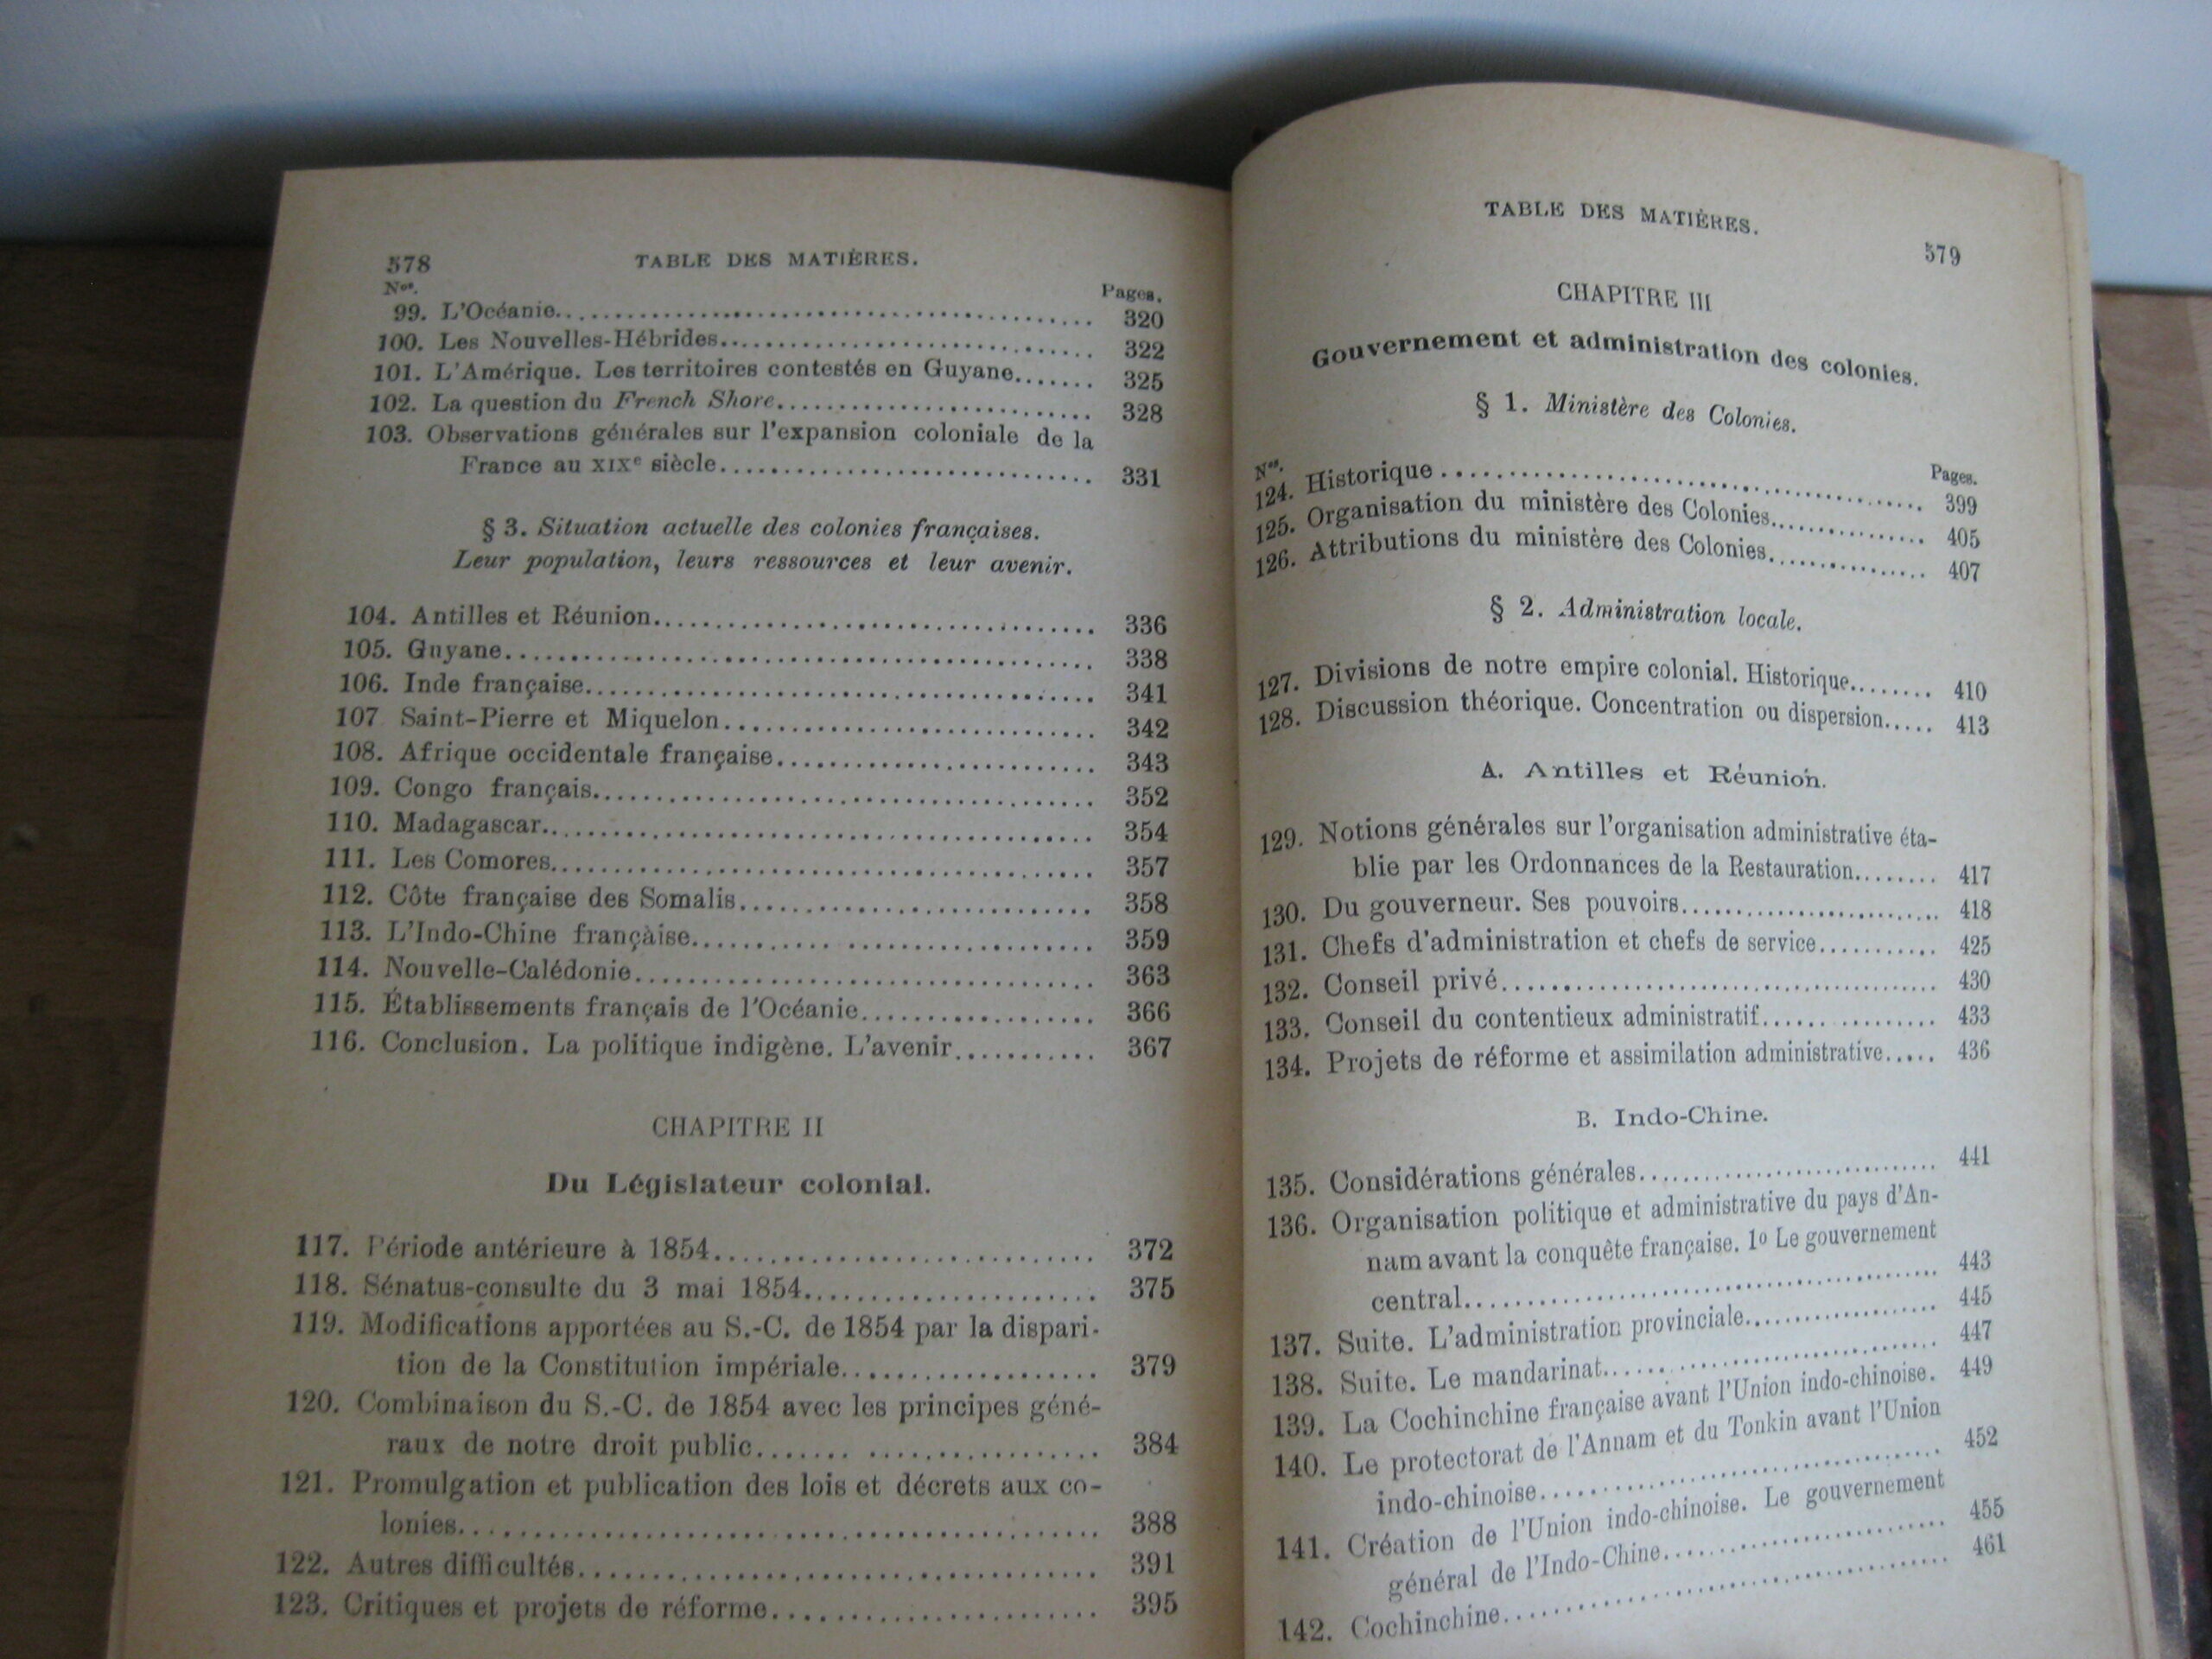 578 TABLE DES MATIÈRES.
Nos. Pages.
99. L'Océanie........ 320
100. Les Nouvelles-Hébrides........ 322
101. L'Amérique. Les territoires contestés en Guyane....... 325
102. La question du French Shore........ 328
103. Observations générales sur l'expansion coloniale de la
France au XIXe siècle........ 331
§ 3. Situation actuelle des colonies françaises.
Leur population, leurs ressources et leur avenir.
104. Antilles et Réunion........ 336
105. Guyane........ 338
106. Inde française........ 341
107 Saint-Pierre et Miquelon........ 342
108. Afrique occidentale française........ 343
109. Congo français........ 352
110. Madagascar........ 354
111. Les Comores........ 357
112. Côte française des Somalis........ 358
113. L'Indo-Chine françàise........ 359
114. Nouvelle-Calédonie........ 363
115. Établissements français de l'Océanie........ 366
116. Conclusion. La politique indigène. L'avenir........ 367
CHAPITRE II
Du Législateur colonial.
117. Période antérieure à 1854........ 372
118. Sénatus-consulte du 3 mai 1854........ 375
119. Modifications apportées au S.-C. de 1854 par la dispari-
tion de la Constitution impériale........ 379
120. Combinaison du S.-C. de 1854 avec les principes géné-
raux de notre droit public........ 384
121. Promulgation et publication des lois et décrets aux co-
lonies........ 388
122. Autres difficultés........ 391
123. Critiques et projets de réforme........ 395
TABLE DES MATIÈRES. 579
CHAPITRE III
Gouvernement et administration des colonies.
§ 1. Ministère des Colonies.
Nos. Pages.
124. Historique........ 399
125. Organisation du ministère des Colonies........ 405
126. Attributions du ministère des Colonies........ 407
§ 2. Administration locale.
127. Divisions de notre empire colonial. Historique........ 410
128. Discussion théorique. Concentration ou dispersion..... 413
A. Antilles et Réunion.
129. Notions générales sur l'organisation administrative éta-
blie par les Ordonnances de la Restauration........ 417
130. Du gouverneur. Ses pouvoirs........ 418
131. Chefs d'administration et chefs de service........ 425
132. Conseil privé........ 430
133. Conseil du contentieux administratif........ 433
134. Projets de réforme et assimilation administrative..... 436
B. Indo-Chine.
135. Considérations générales........ 441
136. Organisation politique et administrative du pays d'An-
nam avant la conquête française. 1o Le gouvernement
central........ 443
137. Suite. L'administration provinciale........ 445
138. Suite. Le mandarinat........ 447
139. La Cochinchine française avant l'Union indo-chinoise. 449
140. Le protectorat de l'Annam et du Tonkin avant l'Union
indo-chinoise........ 452
141. Création de l'Union indo-chinoise. Le gouvernement
général de l'Indo-Chine........ 455
142. Cochinchine........ 461